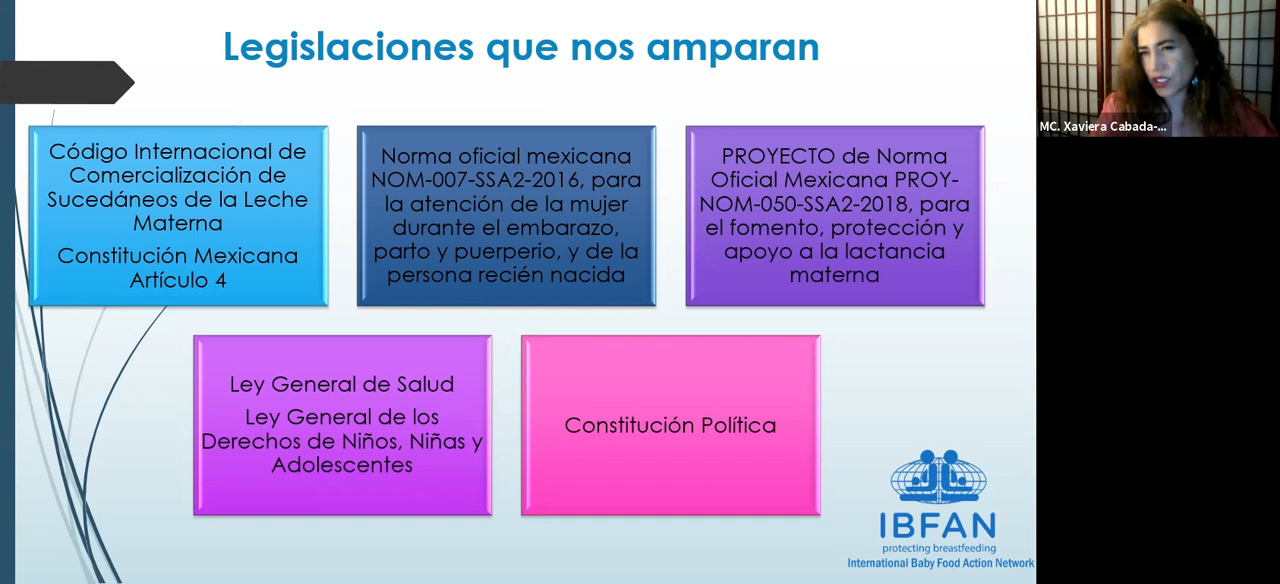 Legislaciones que nos amparan
Código Internacional de
Comercialización de
Sucedáneos de la Leche
Materna
Constitución Mexicana
Artículo 4
Norma oficial mexicana
NOM-007-SSA2-2016, para
la atención de la mujer
durante el embarazo,
parto y puerperio, y de la
persona recién nacida
PROYECTO de Norma
Oficial Mexicana PROY-
NOM-050-SSA2-2018, para
el fomento, protección y
apoyo a la lactancia
materna
Ley General de Salud
Ley General de los
Derechos de Niños, Niñas y
Adolescentes
Constitución Política
IBFAN
protecting breastfeeding
International Baby Food Action Network
MC. Xaviera Cabada-...